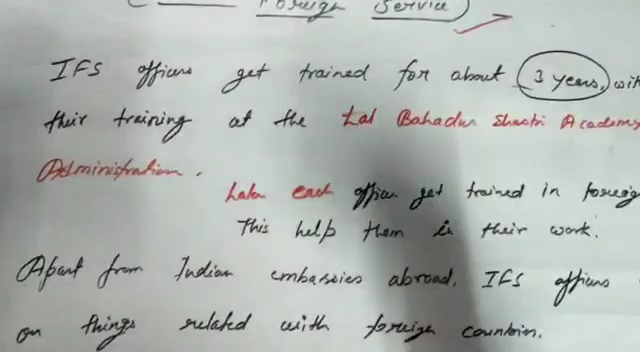 Foreign Service)
IFS officers get trained for about 3 years, with
their training at the Lal Bahadur Shastri Academy
Administration.
Later each officer get trained in foreig
This help them in their work.
Apart from Indian embassies abroad, IFS officers
on things related with foreign countries.